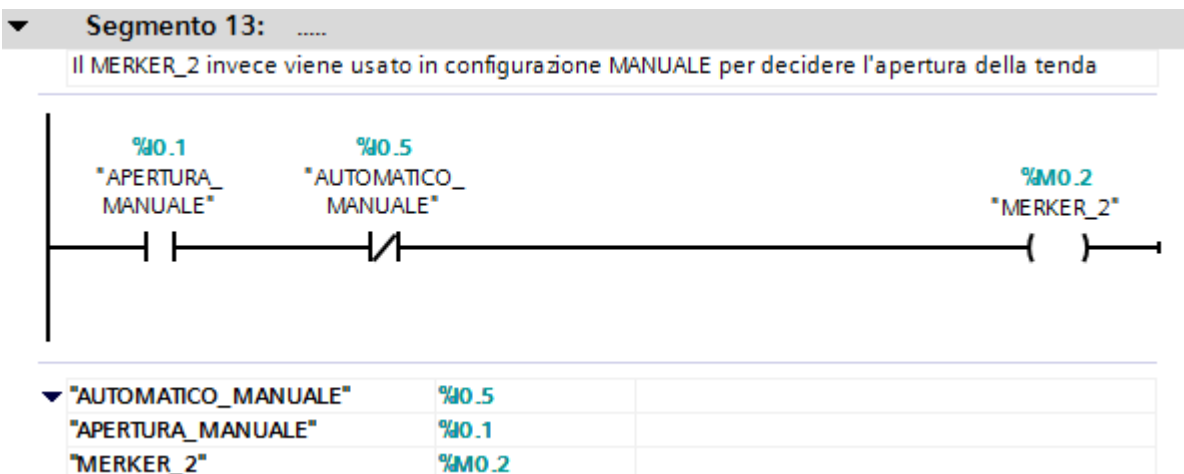 Segmento 13: .....
Il MERKER_2 invece viene usato in configurazione MANUALE per decidere l'apertura della tenda
%I0.1
"APERTURA_
MANUALE"
%I0.5
"AUTOMATICO_
MANUALE"
%M0.2
"MERKER_2"
"AUTOMATICO_MANUALE" %I0.5
"APERTURA_MANUALE" %I0.1
"MERKER_2" %M0.2